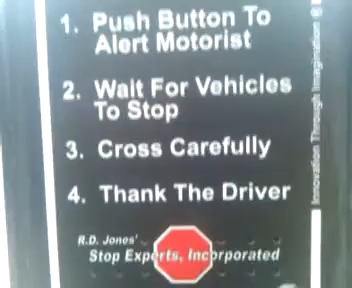 1. Push Button To
Alert Motorist
2. Wait For Vehicles
To Stop
3. Cross Carefully
4. Thank The Driver
R.D. Jones'
Stop Experts, Incorporated
Innovation Through Imagination ®